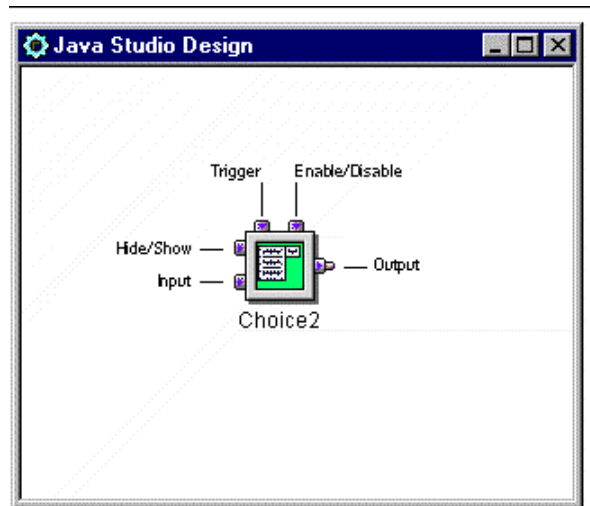 Java Studio Design
Trigger Enable/Disable
Hide/Show
Input
Output
Choice2